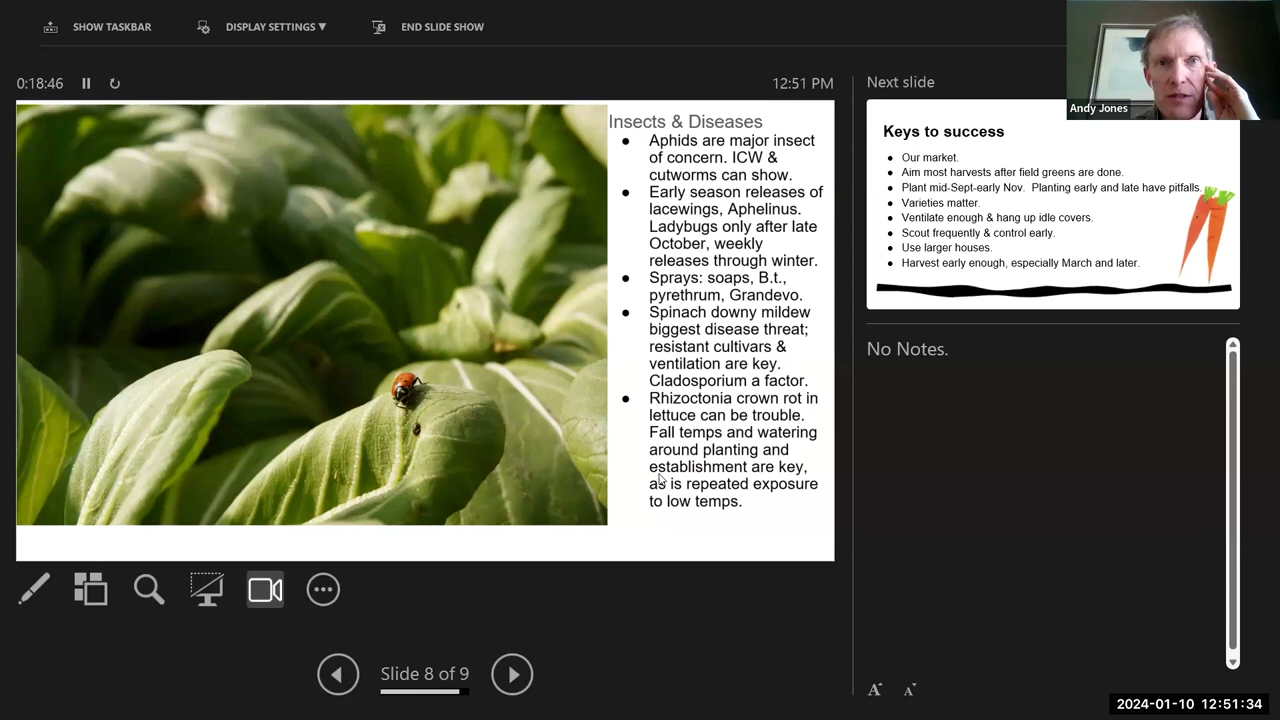 SHOW TASKBAR
DISPLAY SETTINGS ▼
END SLIDE SHOW
0:18:46
12:51 PM
Insects & Diseases
● Aphids are major insect
of concern. ICW &
cutworms can show.
● Early season releases of
lacewings, Aphelinus.
Ladybugs only after late
October, weekly
releases through winter.
● Sprays: soaps, B.t.,
pyrethrum, Grandevo.
● Spinach downy mildew
biggest disease threat;
resistant cultivars &
ventilation are key.
Cladosporium a factor.
● Rhizoctonia crown rot in
lettuce can be trouble.
Fall temps and watering
around planting and
establishment are key,
as is repeated exposure
to low temps.
Slide 8 of 9
Next slide
Andy Jones
Keys to success
● Our market.
● Aim most harvests after field greens are done.
● Plant mid-Sept-early Nov. Planting early and late have pitfalls.
● Varieties matter.
● Ventilate enough & hang up idle covers.
● Scout frequently & control early.
● Use larger houses.
● Harvest early enough, especially March and later.
No Notes.
A A
2024-01-10 12:51:34